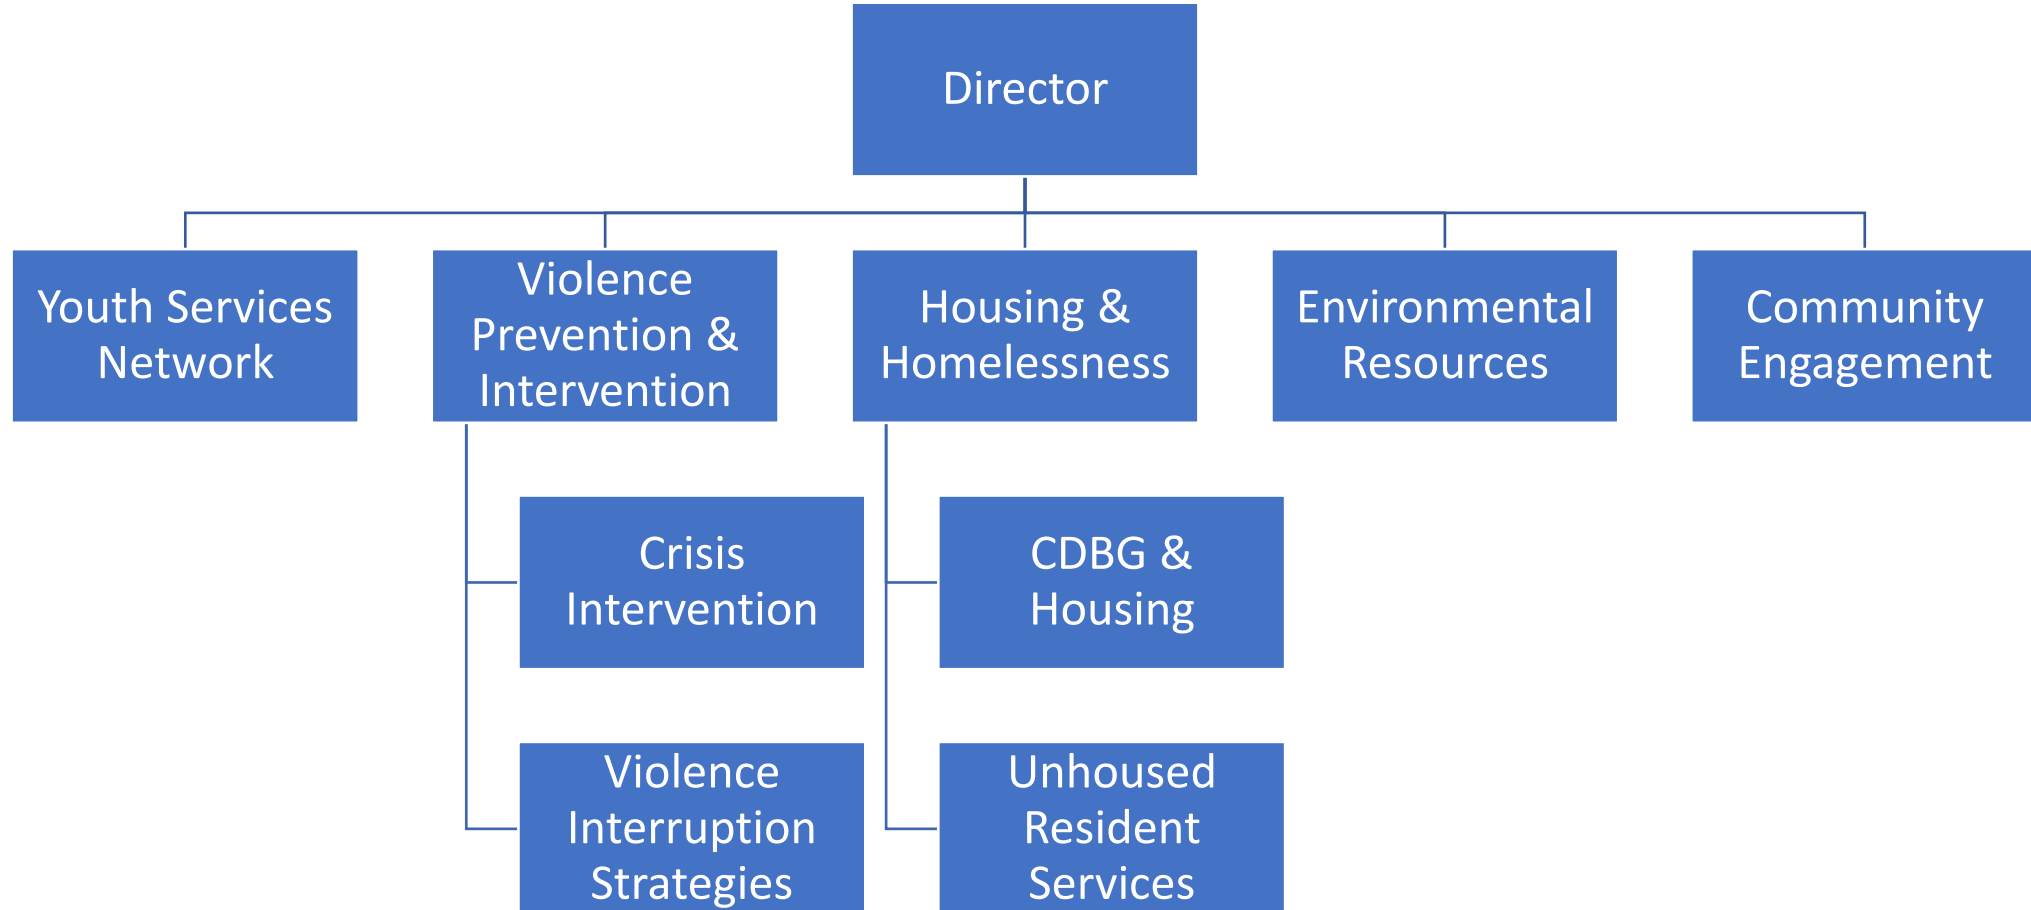 Director
Youth Services
Network
Violence
Prevention &
Intervention
Housing &
Homelessness
Environmental
Resources
Community
Engagement
Crisis
Intervention
CDBG &
Housing
Violence
Interruption
Strategies
Unhoused
Resident
Services